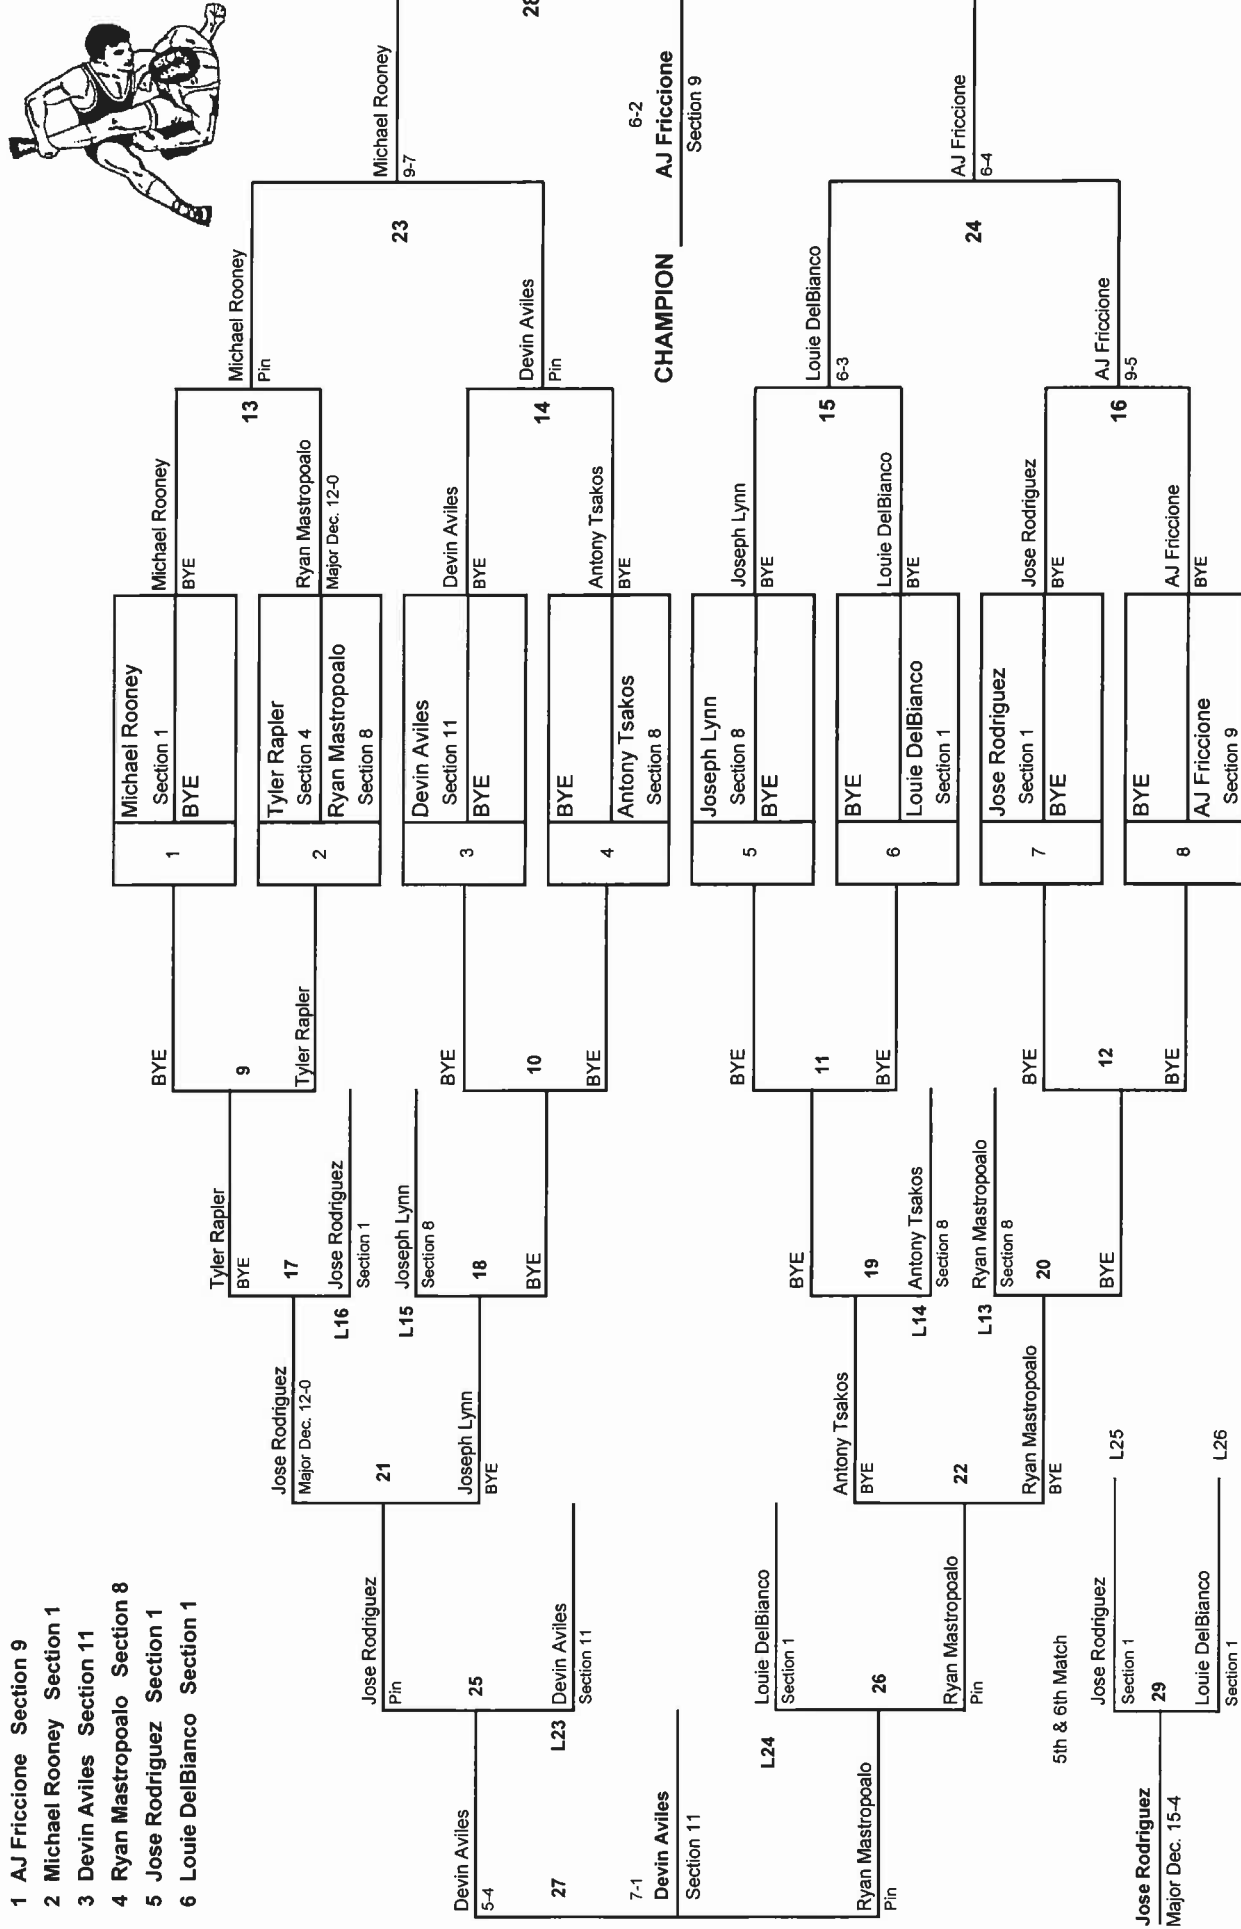 1 AJ Friccione Section 9
2 Michael Rooney Section 1
3 Devin Aviles Section 11
4 Ryan Mastropoalo Section 8
5 Jose Rodriguez Section 1
6 Louie DelBianco Section 1
Michael Rooney
Section 1
BYE
1
Tyler Rapler
Section 4
Ryan Mastropoalo
Section 8
2
Devin Aviles
Section 11
BYE
3
BYE
Antony Tsakos
Section 8
4
Joseph Lynn
Section 8
BYE
5
BYE
Louie DelBianco
Section 1
6
Jose Rodriguez
Section 1
BYE
7
BYE
AJ Friccione
Section 9
8
Michael Rooney
BYE
13
Ryan Mastropoalo
Major Dec. 12-0
Devin Aviles
BYE
14
Antony Tsakos
BYE
Joseph Lynn
BYE
15
Louie DelBianco
BYE
Jose Rodriguez
BYE
16
AJ Friccione
BYE
Michael Rooney
Pin
23
Devin Aviles
Pin
Louie DelBianco
6-3
24
AJ Friccione
9-5
Michael Rooney
9-7
28
AJ Friccione
6-4
6-2
CHAMPION
AJ Friccione
Section 9
BYE
9
Tyler Rapler
BYE
10
BYE
BYE
11
BYE
BYE
12
BYE
Tyler Rapler
BYE
17
L16
Jose Rodriguez
Section 1
L15
Joseph Lynn
Section 8
18
BYE
BYE
19
L14
Antony Tsakos
Section 8
L13
Ryan Mastropoalo
Section 8
20
BYE
Jose Rodriguez
Major Dec. 12-0
21
Joseph Lynn
BYE
Antony Tsakos
BYE
22
Ryan Mastropoalo
BYE
Jose Rodriguez
Pin
25
L23
Devin Aviles
Section 11
L24
Louie DelBianco
Section 1
26
Ryan Mastropoalo
Pin
Devin Aviles
5-4
27
7-1
Devin Aviles
Section 11
Ryan Mastropoalo
Pin
5th & 6th Match
Jose Rodriguez
L25
Section 1
29
Louie DelBianco
L26
Section 1
Jose Rodriguez
Major Dec. 15-4